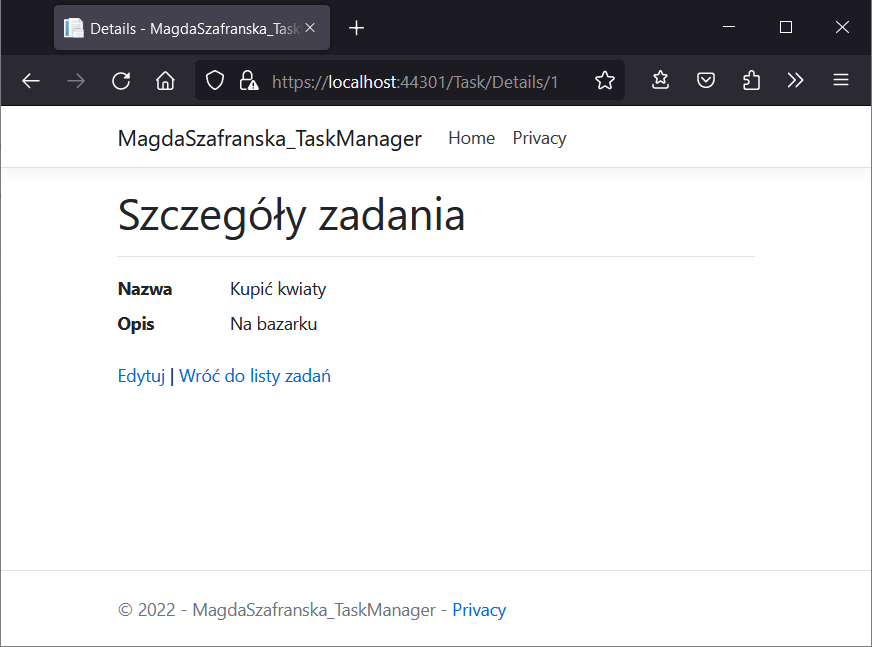 Details - MagdaSzafranska_Task
https://localhost:44301/Task/Details/1
MagdaSzafranska_TaskManager Home Privacy
Szczegóły zadania
Nazwa Kupić kwiaty
Opis Na bazarku
Edytuj | Wróć do listy zadań
© 2022 - MagdaSzafranska_TaskManager - Privacy